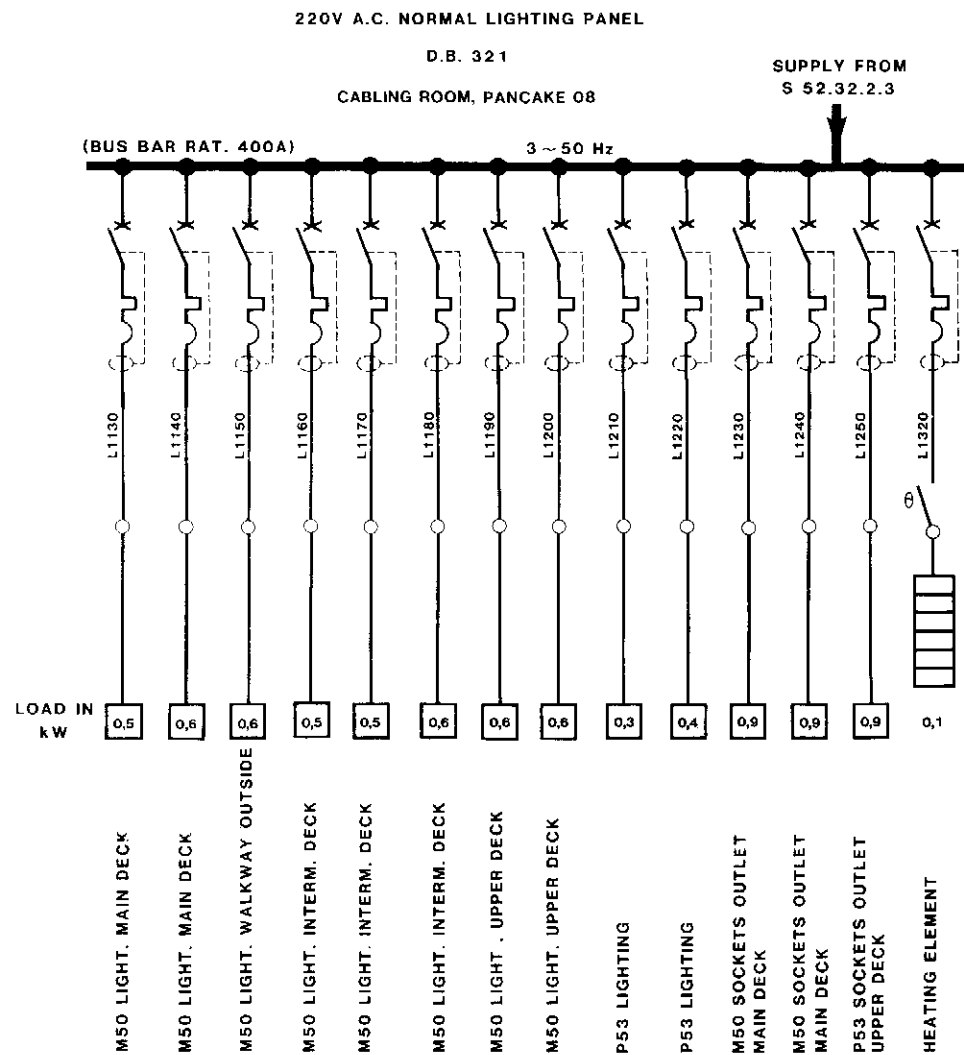 220V A.C. NORMAL LIGHTING PANEL
D.B. 321
CABLING ROOM, PANCAKE 08
SUPPLY FROM
S 52.32.2.3
(BUS BAR RAT. 400A)
3 ~ 50 Hz
L1130
L1140
L1150
L1160
L1170
L1180
L1190
L1200
L1210
L1220
L1230
L1240
L1250
L1320
θ
LOAD IN
kW
0,5
0,6
0,6
0,5
0,5
0,6
0,6
0,6
0,3
0,4
0,9
0,9
0,9
0,1
M50 LIGHT. MAIN DECK
M50 LIGHT. MAIN DECK
M50 LIGHT. WALKWAY OUTSIDE
M50 LIGHT. INTERM. DECK
M50 LIGHT. INTERM. DECK
M50 LIGHT. INTERM. DECK
M50 LIGHT . UPPER DECK
M50 LIGHT. UPPER DECK
P53 LIGHTING
P53 LIGHTING
M50 SOCKETS OUTLET
MAIN DECK
M50 SOCKETS OUTLET
MAIN DECK
P53 SOCKETS OUTLET
UPPER DECK
HEATING ELEMENT